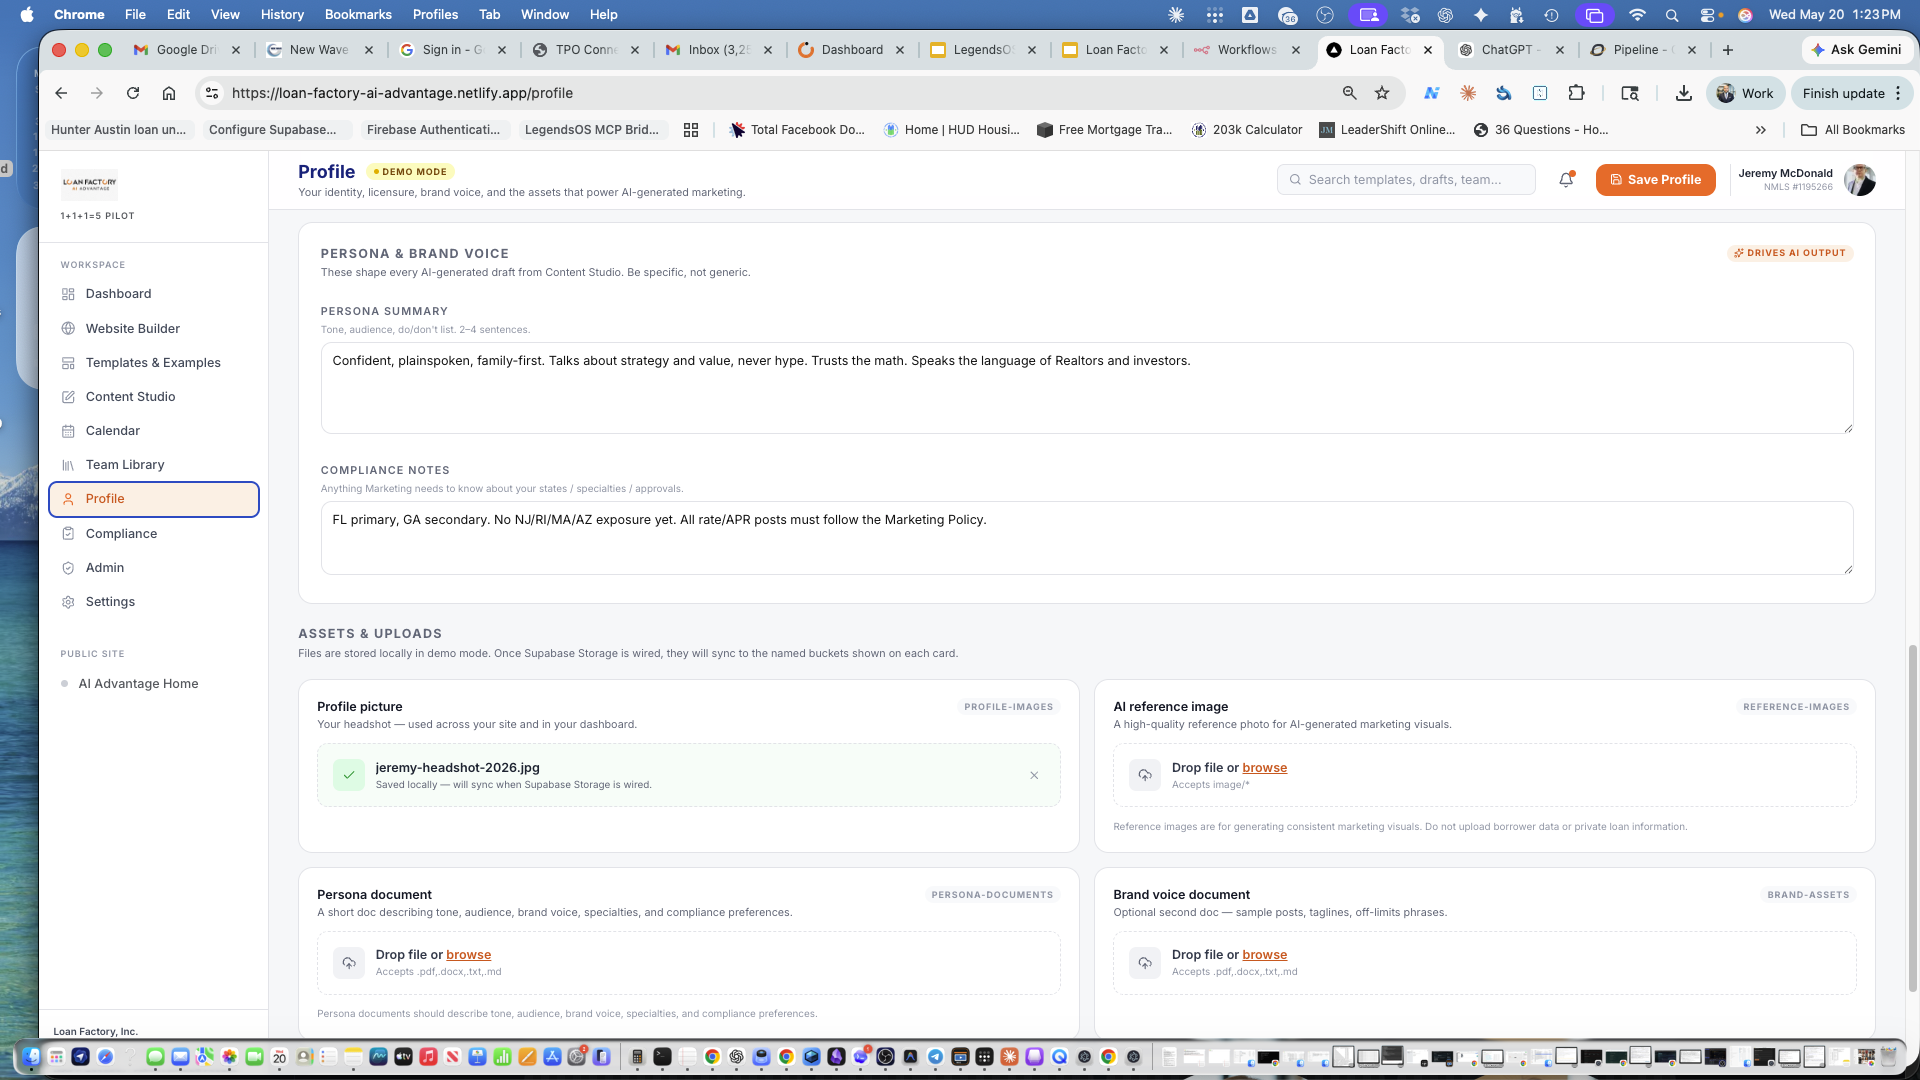 Chrome File Edit View History Bookmarks Profiles Tab Window Help
36
Wed May 20 1:23 PM
Google Dri
New Wave
Sign in - G
TPO Conne
Inbox (3,28
Dashboard
LegendsOS
Loan Facto
Workflows
Loan Facto
ChatGPT -
Pipeline -
Ask Gemini
https://loan-factory-ai-advantage.netlify.app/profile
Work
Finish update
Hunter Austin loan un...
Configure Supabase...
Firebase Authenticati...
LegendsOS MCP Brid...
Total Facebook Do...
Home | HUD Housi...
Free Mortgage Tra...
203k Calculator
JM
LeaderShift Online...
36 Questions - Ho...
All Bookmarks
LOAN FACTORY
AI ADVANTAGE
1+1+1=5 PILOT
WORKSPACE
Dashboard
Website Builder
Templates & Examples
Content Studio
Calendar
Team Library
Profile
Compliance
Admin
Settings
PUBLIC SITE
AI Advantage Home
Loan Factory, Inc.
Profile
DEMO MODE
Your identity, licensure, brand voice, and the assets that power AI-generated marketing.
Search templates, drafts, team...
Save Profile
Jeremy McDonald
NMLS #1195266
PERSONA & BRAND VOICE
DRIVES AI OUTPUT
These shape every AI-generated draft from Content Studio. Be specific, not generic.
PERSONA SUMMARY
Tone, audience, do/don't list. 2–4 sentences.
Confident, plainspoken, family-first. Talks about strategy and value, never hype. Trusts the math. Speaks the language of Realtors and investors.
COMPLIANCE NOTES
Anything Marketing needs to know about your states / specialties / approvals.
FL primary, GA secondary. No NJ/RI/MA/AZ exposure yet. All rate/APR posts must follow the Marketing Policy.
ASSETS & UPLOADS
Files are stored locally in demo mode. Once Supabase Storage is wired, they will sync to the named buckets shown on each card.
Profile picture
PROFILE-IMAGES
Your headshot — used across your site and in your dashboard.
jeremy-headshot-2026.jpg
Saved locally — will sync when Supabase Storage is wired.
AI reference image
REFERENCE-IMAGES
A high-quality reference photo for AI-generated marketing visuals.
Drop file or browse
Accepts image/*
Reference images are for generating consistent marketing visuals. Do not upload borrower data or private loan information.
Persona document
PERSONA-DOCUMENTS
A short doc describing tone, audience, brand voice, specialties, and compliance preferences.
Drop file or browse
Accepts .pdf,.docx,.txt,.md
Persona documents should describe tone, audience, brand voice, specialties, and compliance preferences.
Brand voice document
BRAND-ASSETS
Optional second doc — sample posts, taglines, off-limits phrases.
Drop file or browse
Accepts .pdf,.docx,.txt,.md
20